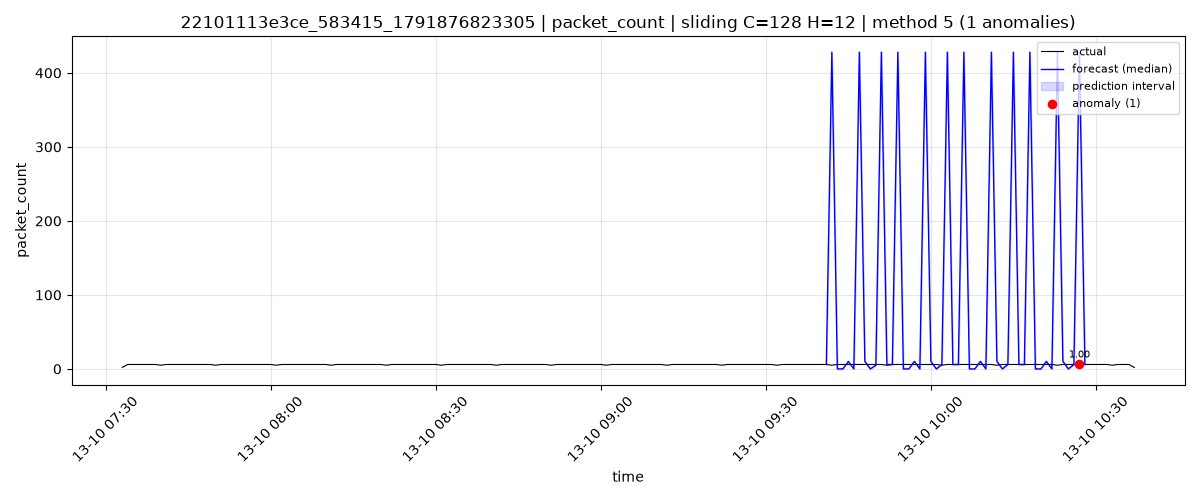 22101113e3ce_583415_1791876823305 | packet_count | sliding C=128 H=12 | method 5 (1 anomalies)
packet_count
400
300
200
100
0
actual
forecast (median)
prediction interval
anomaly (1)
1.00
13-10 07:30
13-10 08:00
13-10 08:30
13-10 09:00
13-10 09:30
13-10 10:00
13-10 10:30
time